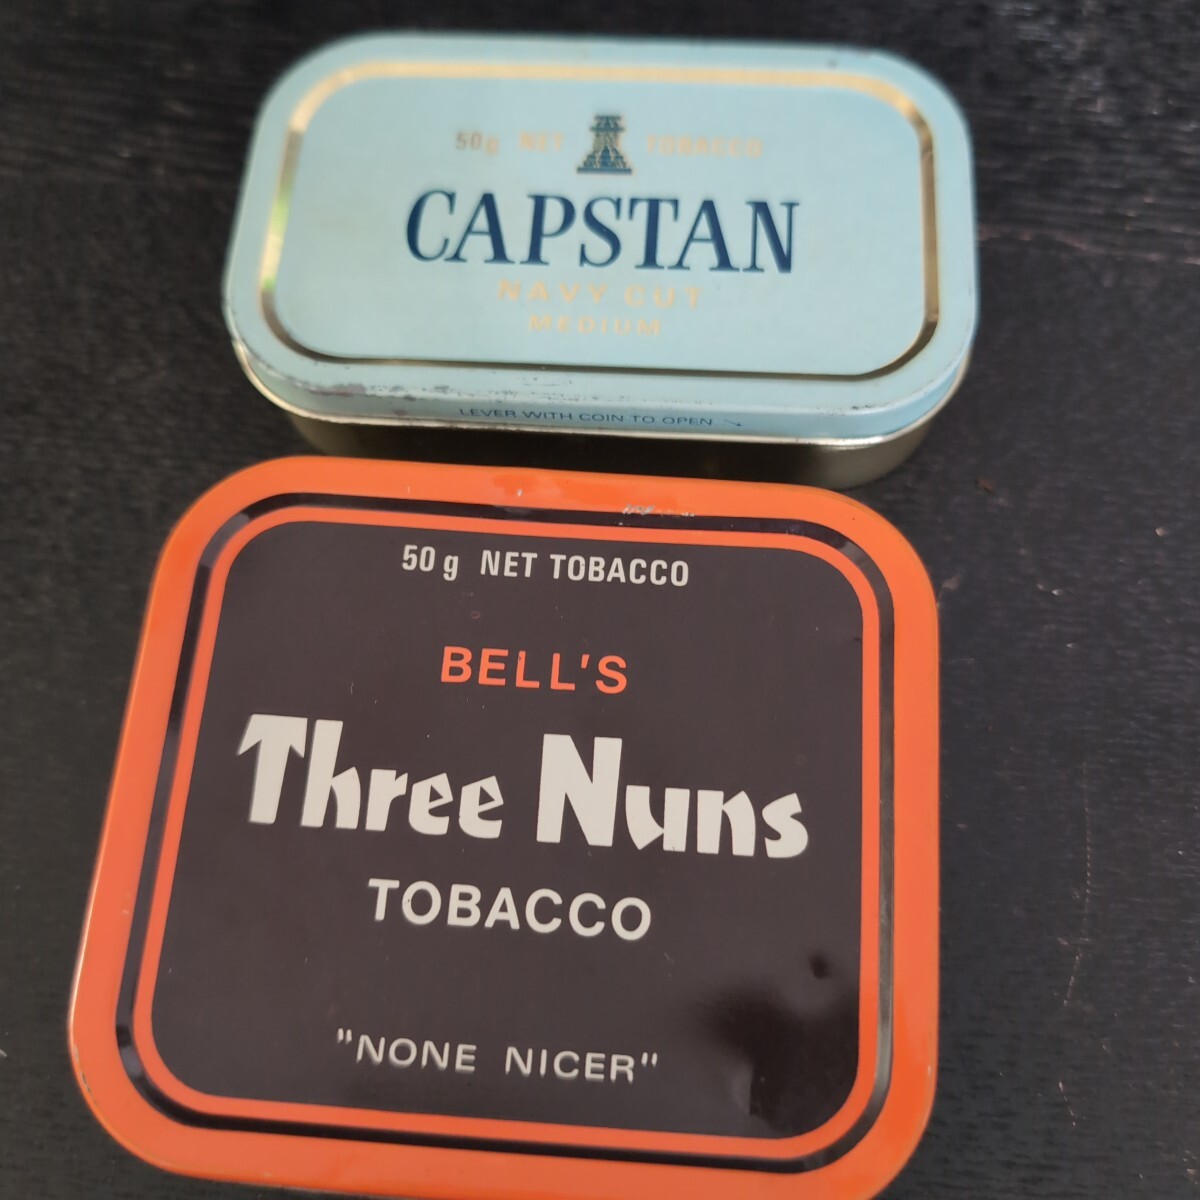 50g NET TOBACCO
CAPSTAN
NAVY CUT
MEDIUM
LEVER WITH COIN TO OPEN
50 g NET TOBACCO
BELL'S
Three Nuns
TOBACCO
"NONE NICER"